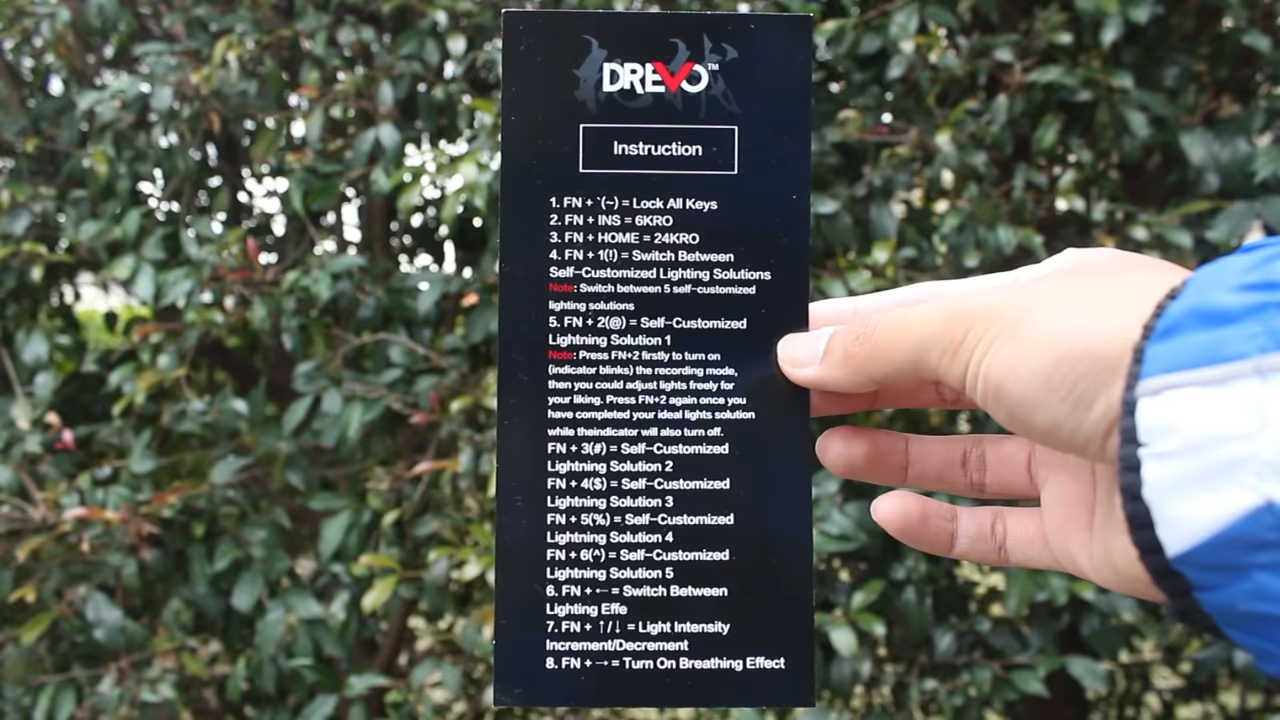 DREVO™
Instruction
1. FN + `(~) = Lock All Keys
2. FN + INS = 6KRO
3. FN + HOME = 24KRO
4. FN + 1(!) = Switch Between
Self-Customized Lighting Solutions
Note: Switch between 5 self-customized
lighting solutions
5. FN + 2(@) = Self-Customized
Lightning Solution 1
Note: Press FN+2 firstly to turn on
(indicator blinks) the recording mode,
then you could adjust lights freely for
your liking. Press FN+2 again once you
have completed your ideal lights solution
while theindicator will also turn off.
FN + 3(#) = Self-Customized
Lightning Solution 2
FN + 4($) = Self-Customized
Lightning Solution 3
FN + 5(%) = Self-Customized
Lightning Solution 4
FN + 6(^) = Self-Customized
Lightning Solution 5
6. FN + ← = Switch Between
Lighting Effe
7. FN + ↑/↓ = Light Intensity
Increment/Decrement
8. FN + → = Turn On Breathing Effect